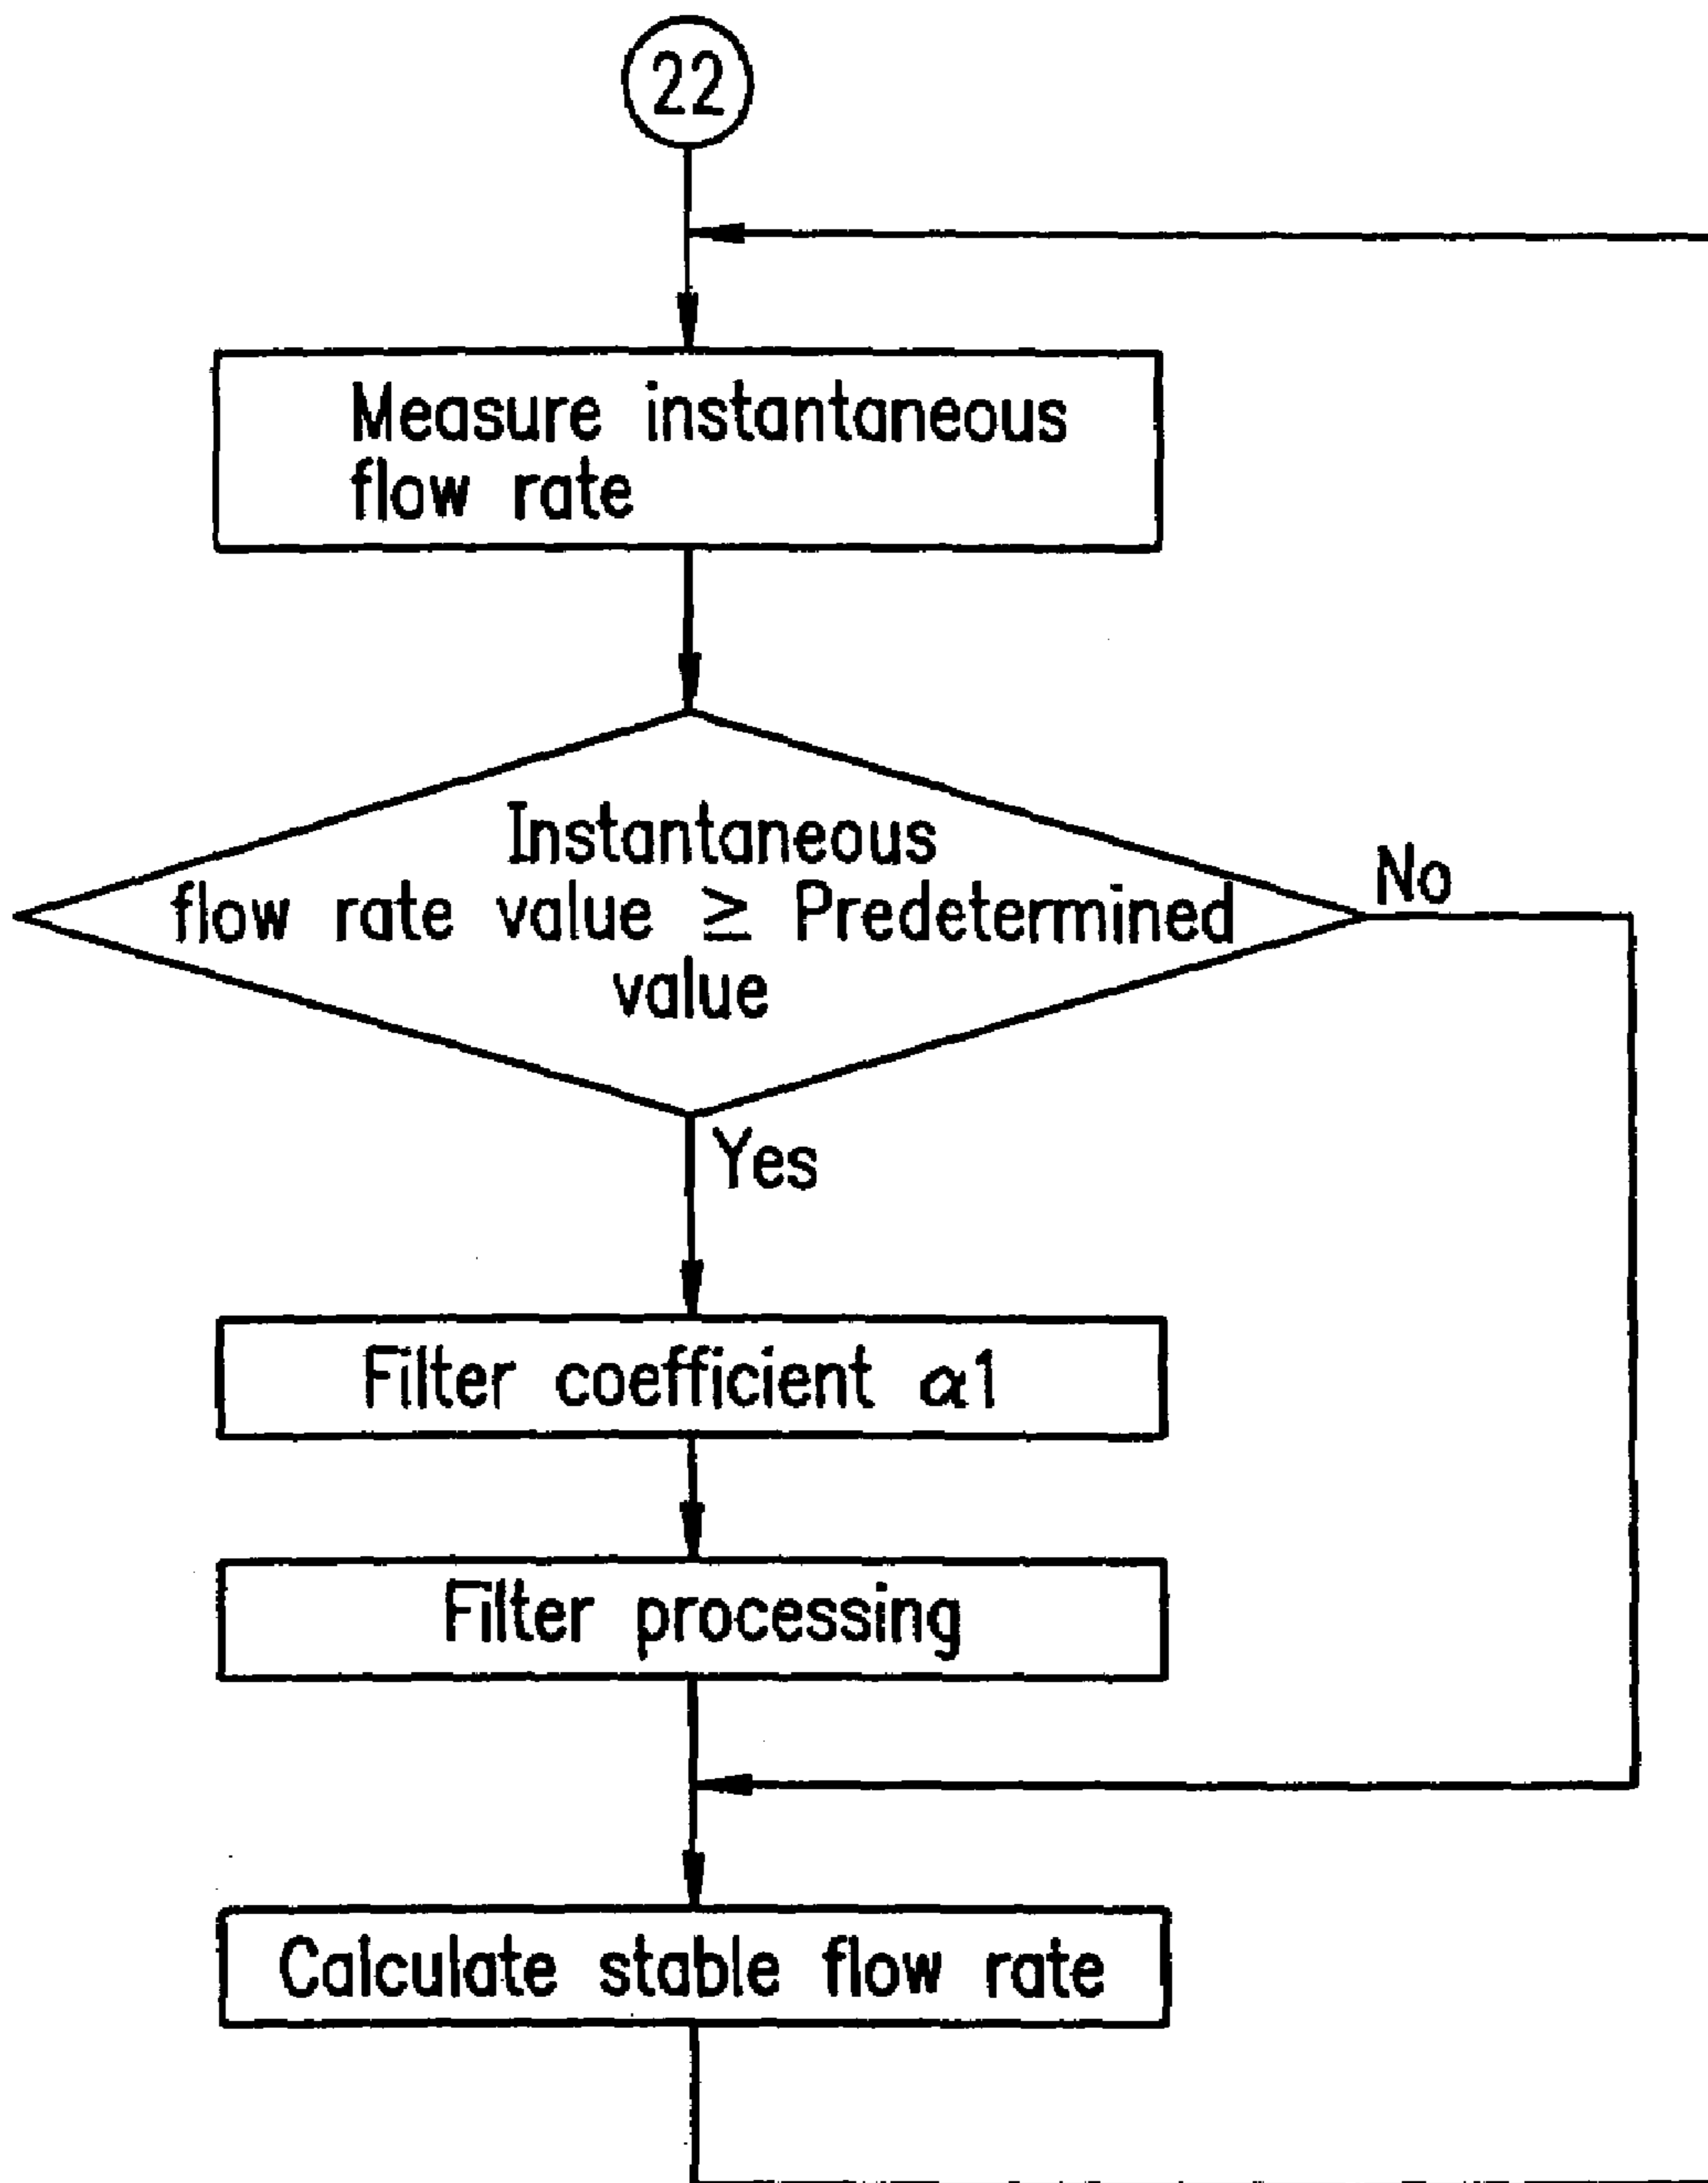 22
Measure instantaneous
flow rate
Instantaneous
flow rate value ≥ Predetermined
value
No
Yes
Filter coefficient α1
Filter processing
Calculate stable flow rate